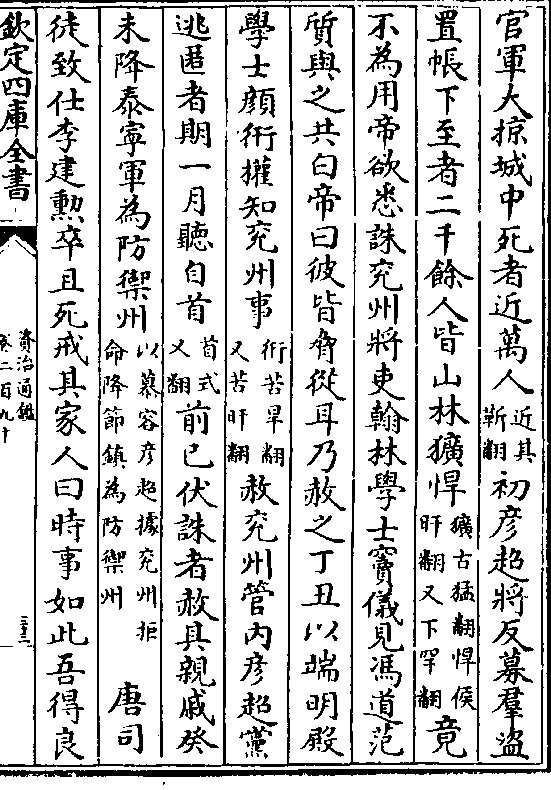 官軍大掠城中死者近萬人近其靳翻初彦超將反募羣盜
置帳下至者二千餘人皆山林獷悍獷古猛翻悍侯旰翻又下罕翻竟
不為用帝欲悉誅兖州將吏翰林學士竇儀見馮道范
質與之共白帝曰彼皆脅從耳乃赦之丁丑以端明殿
學士顔衎權知兖州事衎苦旱翻又苦旰翻赦兖州管内彦超黨
逃匿者期一月聽自首首式又翻前已伏誅者赦其親戚癸
未降泰寧軍為防禦州以慕容彦超據兖州拒命降節鎮為防禦州唐司
徒致仕李建勲卒且死戒其家人曰時事如此吾得良
欽定四庫全書
資治通鑑
卷二百九十
三十二